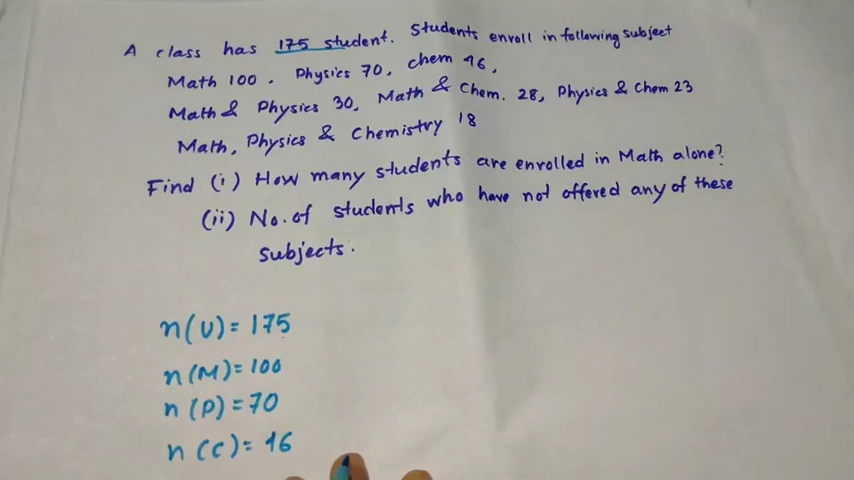 A class has 175 student. Students enroll in following subject
Math 100. Physics 70, chem 46,
Math & Physics 30, Math & Chem. 28, Physics & Chem 23
Math, Physics & Chemistry 18
Find (i) How many students are enrolled in Math alone?
(ii) No. of students who have not offered any of these
subjects.
n(U) = 175
n(M) = 100
n(P) = 70
n(C) = 46